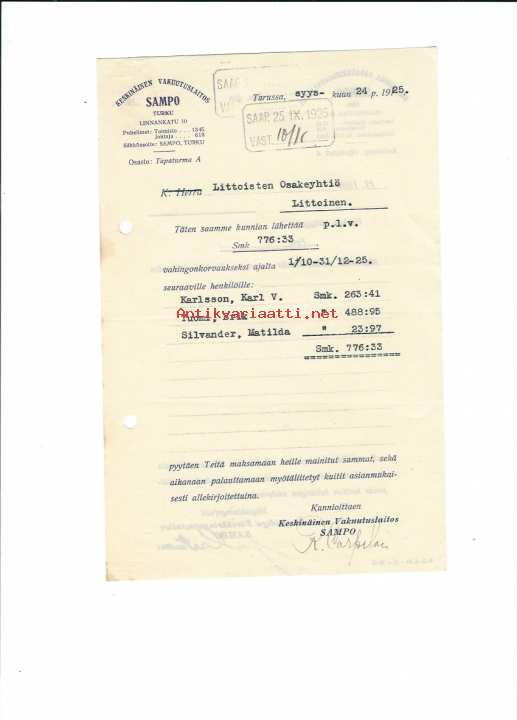 KESKINÄINEN VAKUUTUSLAITOS
SAMPO
TURKU
LINNANKATU 10
Puhelimet: Toimisto . . . . 1345
Johtaja . . . . 618
Sähköosoite: SAMPO, TURKU
Osasto: Tapaturma A
SAAP.
Turussa, syys- kuun 24 p. 1925.
SAAP. 25. IX. 1925
VAST.
K. Herra Littoisten Osakeyhtiö
Littoinen.
Täten saamme kunnian lähettää p.l.v.
Smk 776:33
vahingonkorvaukseksi ajalta 1/10-31/12-25.
seuraaville henkilöille:
Karlsson, Karl V. Smk. 263:41
Antikvariaatti.net
Tuomi, Erik " 488:95
Silvander, Matilda " 23:97
Smk. 776:33
pyytäen Teitä maksamaan heille mainitut summat, sekä
aikanaan palauttamaan myötäliitetyt kuitit asianmukai-
sesti allekirjoitettuina.
Kunnioittaen
Keskinäinen Vakuutuslaitos
SAMPO